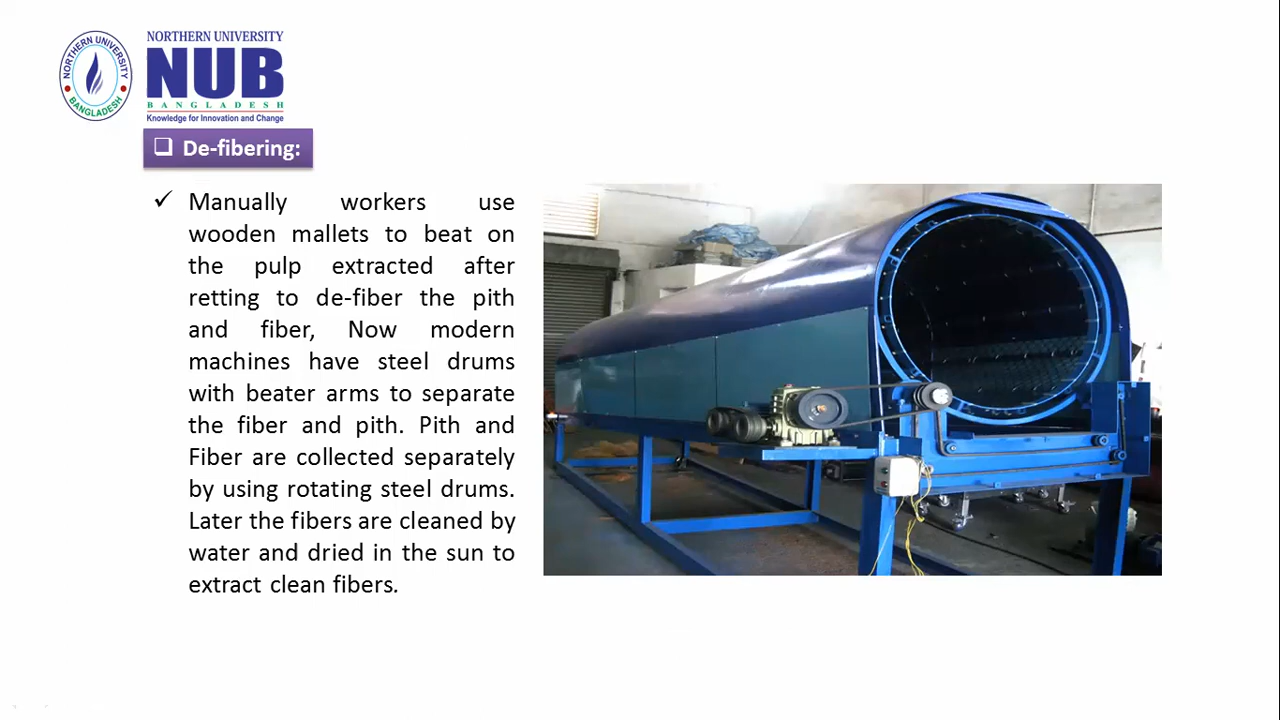 NORTHERN UNIVERSITY
BANGLADESH
NORTHERN UNIVERSITY
NUB
BANGLADESH
Knowledge for Innovation and Change
❑ De-fibering:
✓ Manually workers use
wooden mallets to beat on
the pulp extracted after
retting to de-fiber the pith
and fiber, Now modern
machines have steel drums
with beater arms to separate
the fiber and pith. Pith and
Fiber are collected separately
by using rotating steel drums.
Later the fibers are cleaned by
water and dried in the sun to
extract clean fibers.